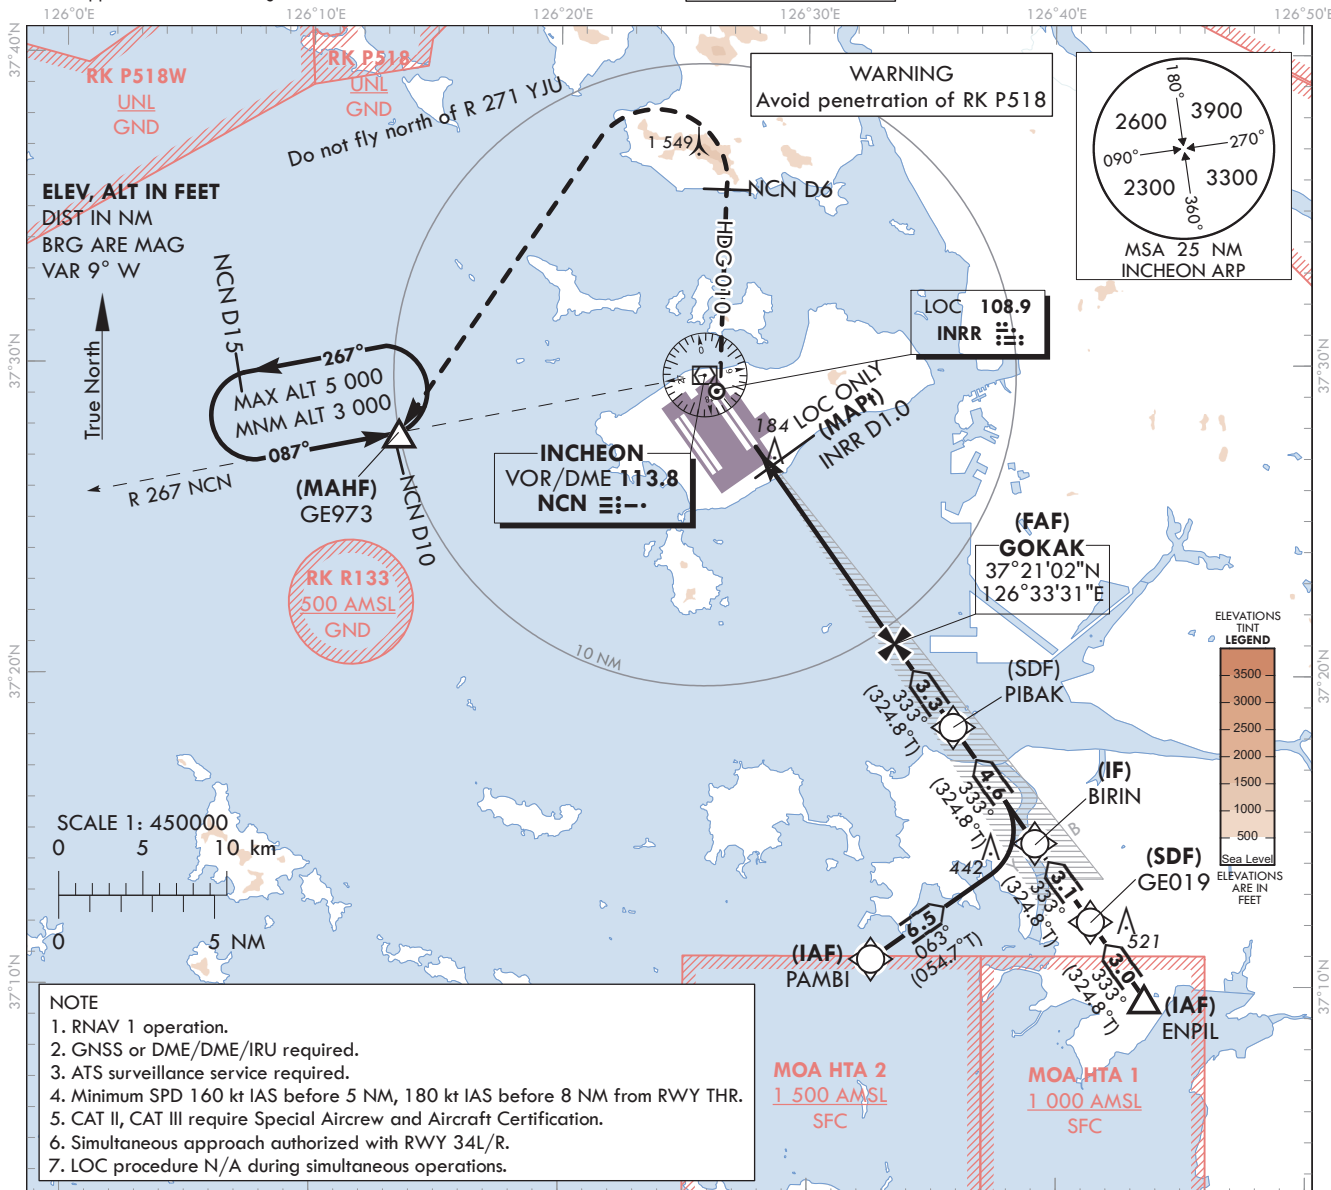 126°0'E
126°10'E
126°20'E
126°30'E
126°40'E
126°50'E
37°40'N
RK P518W
UNL
GND
RK P518
UNL
GND
Do not fly north of R 271 YJU
WARNING
Avoid penetration of RK P518
180°
2600
3900
090°
270°
2300
3300
360°
MSA 25 NM
INCHEON ARP
1 549
NCN D6
ELEV, ALT IN FEET
DIST IN NM
BRG ARE MAG
VAR 9° W
True North
NCN D15
HDG 010
LOC 108.9
INRR
37°30'N
37°30'N
267°
MAX ALT 5 000
MNM ALT 3 000
087°
R 267 NCN
(MAHF)
GE973
NCN D10
INCHEON
VOR/DME 113.8
NCN
184
LOC ONLY
(MAPt)
INRR D1.0
(FAF)
GOKAK
37°21'02"N
126°33'31"E
RK R133
500 AMSL
GND
10 NM
37°20'N
37°20'N
ELEVATIONS
TINT
LEGEND
3500
3000
2500
2000
1500
1000
500
Sea Level
ELEVATIONS
ARE IN
FEET
(SDF)
PIBAK
3.3
333°
(324.8°T)
(IF)
BIRIN
4.6
333°
(324.8°T)
B
442
(SDF)
GE019
3.1
333°
(324.8°T)
521
6.5
063°
(054.7°T)
(IAF)
PAMBI
3.0
333°
(324.8°T)
(IAF)
ENPIL
SCALE 1: 450000
0 5 10 km
0 5 NM
37°10'N
37°10'N
NOTE
1. RNAV 1 operation.
2. GNSS or DME/DME/IRU required.
3. ATS surveillance service required.
4. Minimum SPD 160 kt IAS before 5 NM, 180 kt IAS before 8 NM from RWY THR.
5. CAT II, CAT III require Special Aircrew and Aircraft Certification.
6. Simultaneous approach authorized with RWY 34L/R.
7. LOC procedure N/A during simultaneous operations.
MOA HTA 2
1 500 AMSL
SFC
MOA HTA 1
1 000 AMSL
SFC